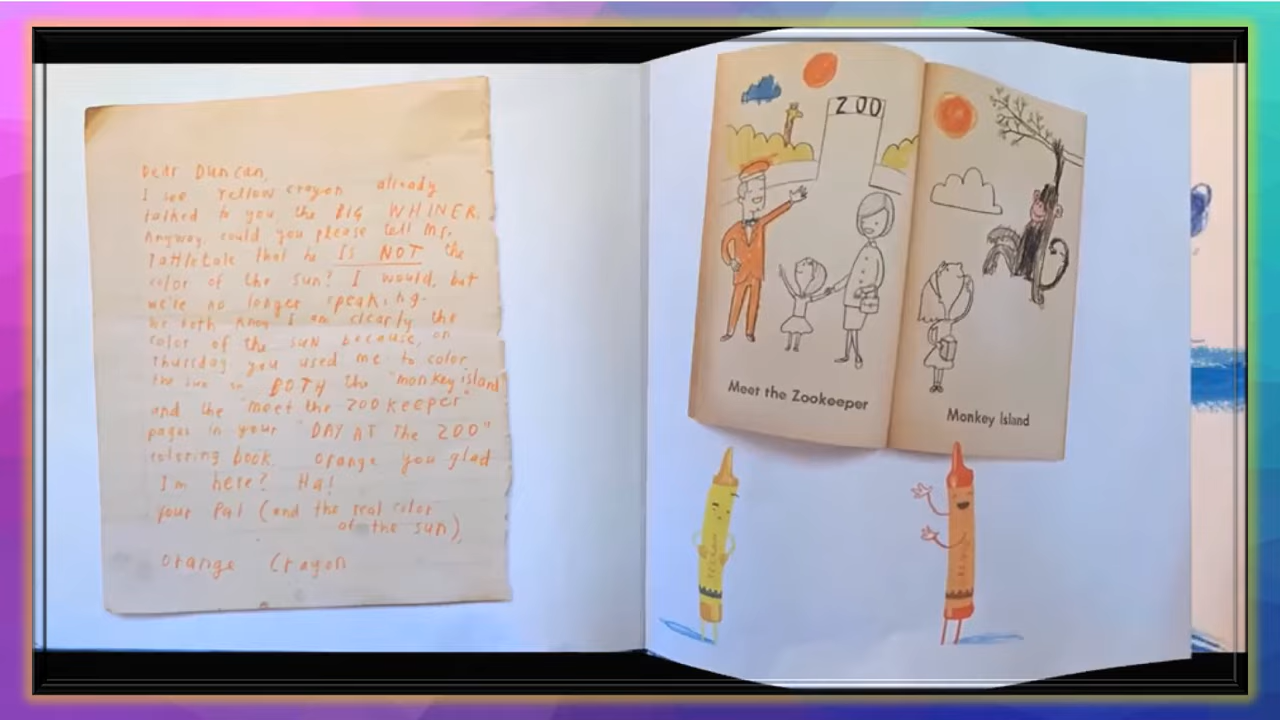 Dear Duncan,
I see Yellow crayon already
talked to you, the BIG WHINER.
Anyway, could you please tell Mr.
Tattletale that he IS NOT the
color of the sun? I would, but
we're no longer speaking.
We both know I am clearly the
color of the sun because, on
Thursday, you used me to color
the sun in BOTH the "monkey island"
and the "meet the zookeeper"
pages in your "DAY AT THE ZOO"
coloring book. Orange you glad
I'm here? Ha!
Your Pal (and the real color
of the sun),
Orange Crayon
ZOO
Meet the Zookeeper
Monkey Island